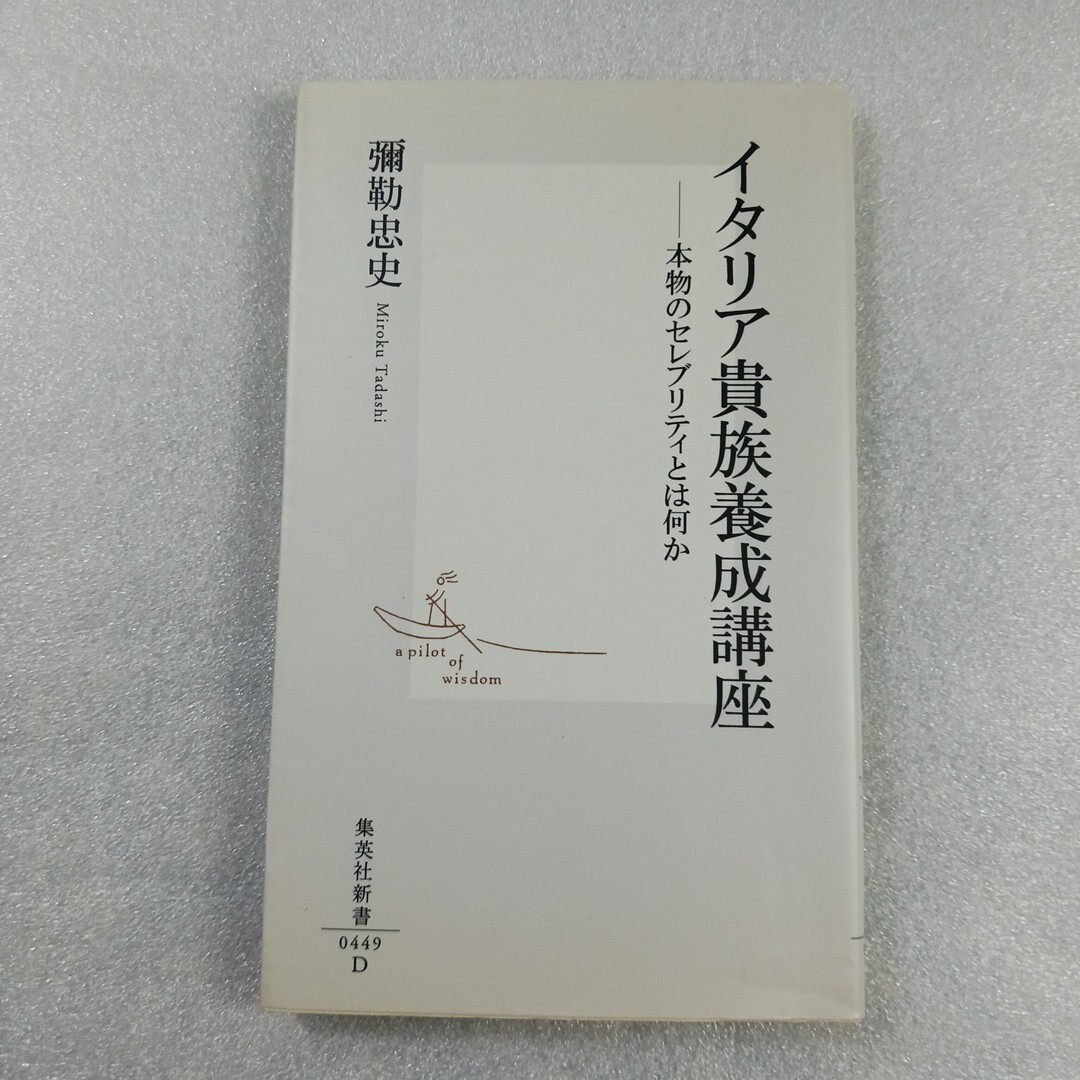 イタリア貴族養成講座
――本物のセレブリティとは何か
彌勒忠史
Miroku Tadashi
a pilot
of
wisdom
集英社新書
0449
D